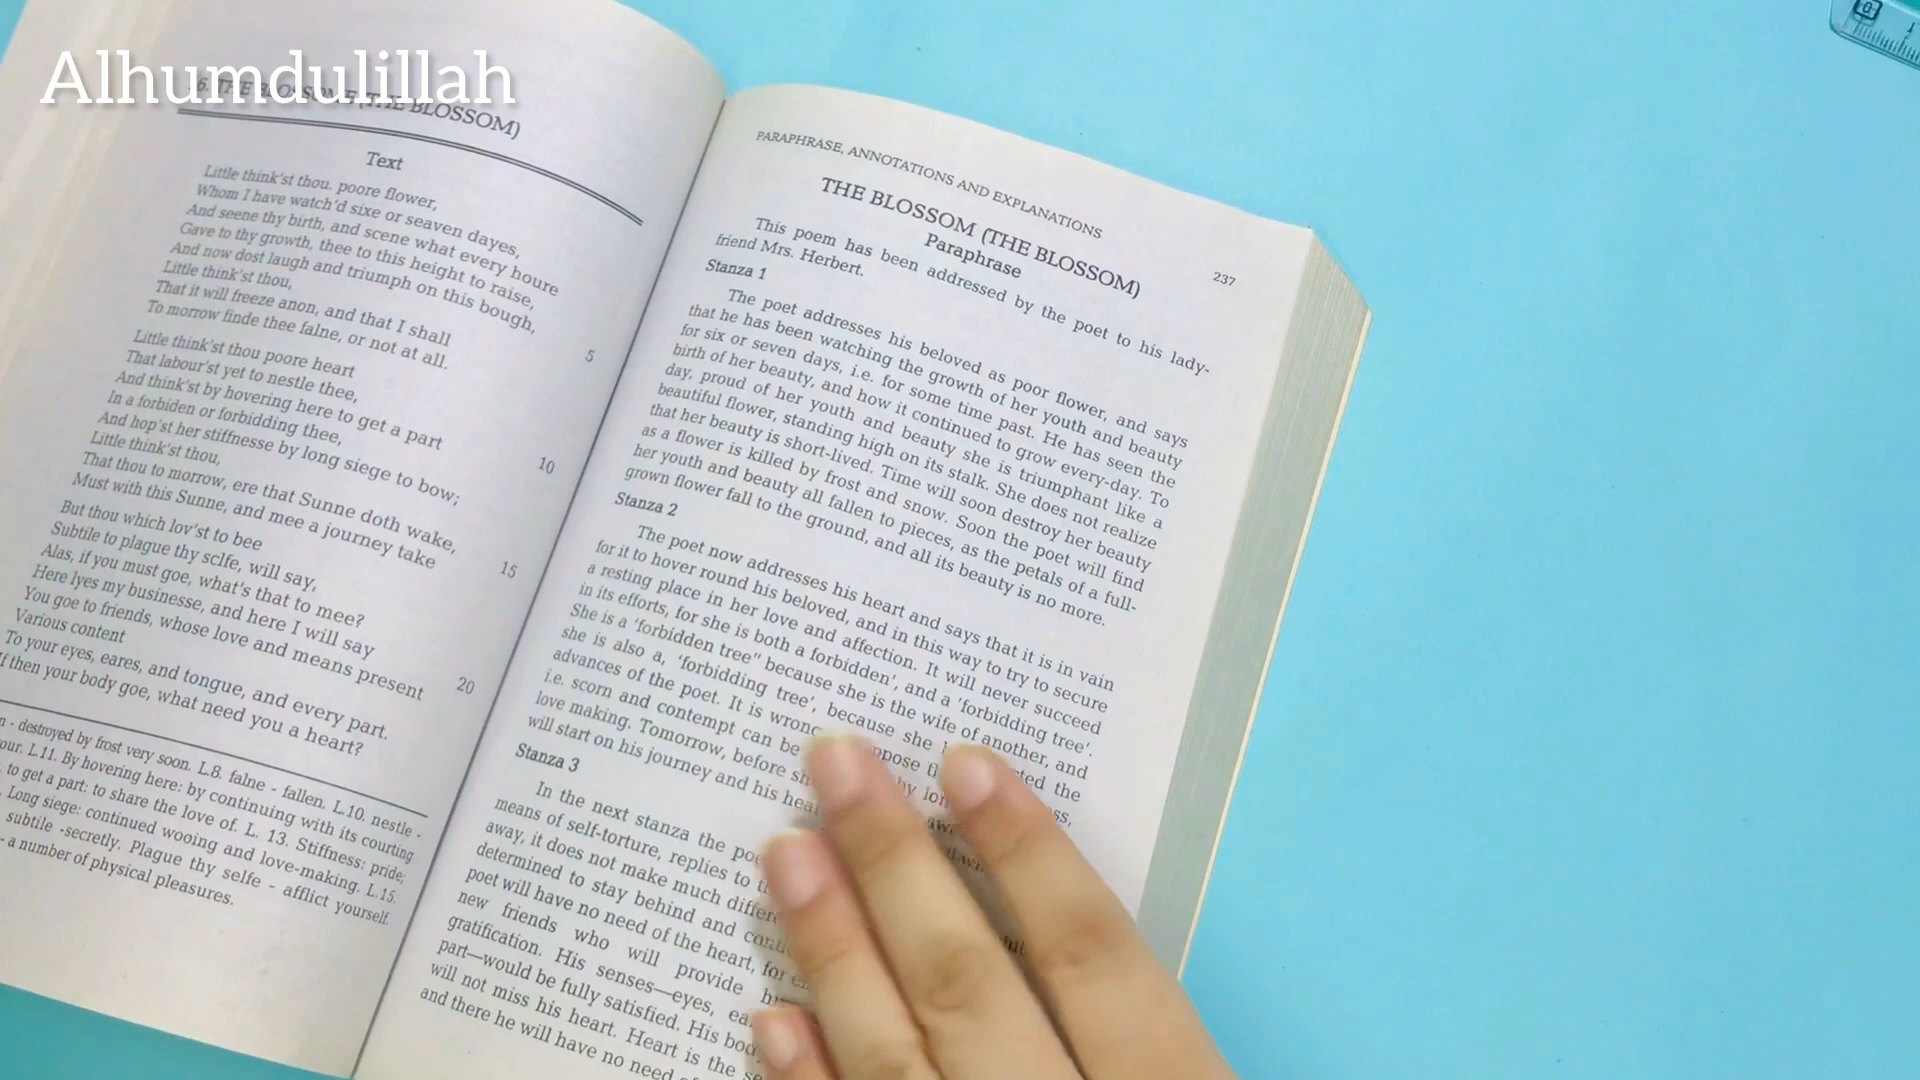 Alhumdulillah
THE BLOSSOME (THE BLOSSOM)
Text
Little think'st thou. poore flower,
Whom I have watch'd sixe or seaven dayes,
And seene thy birth, and scene what every houre
Gave to thy growth, thee to this height to raise,
And now dost laugh and triumph on this bough,
Little think'st thou,
5
That it will freeze anon, and that I shall
To morrow finde thee falne, or not at all.
Little think'st thou poore heart
That labour'st yet to nestle thee,
10
And think'st by hovering here to get a part
In a forbiden or forbidding thee,
And hop'st her stiffnesse by long siege to bow;
Little think'st thou,
That thou to morrow, ere that Sunne doth wake,
15
Must with this Sunne, and mee a journey take
But thou which lov'st to bee
Subtile to plague thy sclfe, will say,
Alas, if you must goe, what's that to mee?
Here lyes my businesse, and here I will say
20
You goe to friends, whose love and means present
Various content
To your eyes, eares, and tongue, and every part.
If then your body goe, what need you a heart?
- destroyed by frost very soon. L.8. falne - fallen. L.10. nestle -
L.11. By hovering here: by continuing with its courting
to get a part: to share the love of. L. 13. Stiffness: pride;
Long siege: continued wooing and love-making. L.15.
subtile -secretly. Plague thy selfe - afflict yourself.
- a number of physical pleasures.
PARAPHRASE, ANNOTATIONS AND EXPLANATIONS
237
THE BLOSSOM (THE BLOSSOM)
Paraphrase
This poem has been addressed by the poet to his lady-
friend Mrs. Herbert.
Stanza 1
The poet addresses his beloved as poor flower, and says
that he has been watching the growth of her youth and beauty
for six or seven days, i.e. for some time past. He has seen the
birth of her beauty, and how it continued to grow every-day. To
day, proud of her youth and beauty she is triumphant like a
beautiful flower, standing high on its stalk. She does not realize
that her beauty is short-lived. Time will soon destroy her beauty
as a flower is killed by frost and snow. Soon the poet will find
her youth and beauty all fallen to pieces, as the petals of a full-
grown flower fall to the ground, and all its beauty is no more.
Stanza 2
The poet now addresses his heart and says that it is in vain
for it to hover round his beloved, and in this way to try to secure
a resting place in her love and affection. It will never succeed
in its efforts, for she is both a forbidden', and a 'forbidding tree'.
She is a 'forbidden tree" because she is the wife of another, and
she is also a, 'forbidding tree', because she the
advances of the poet. It is wrong
i.e. scorn and contempt can be by
love making. Tomorrow, before
will start on his journey and his
Stanza 3
In the next stanza the
means of self-torture, replies to
away, it does not make much
determined to stay behind and
poet will have no need of the heart, for
new friends who will provide
gratification. His senses—eyes,
part—would be fully satisfied. His
will not miss his heart. Heart is the
and there he will have no need